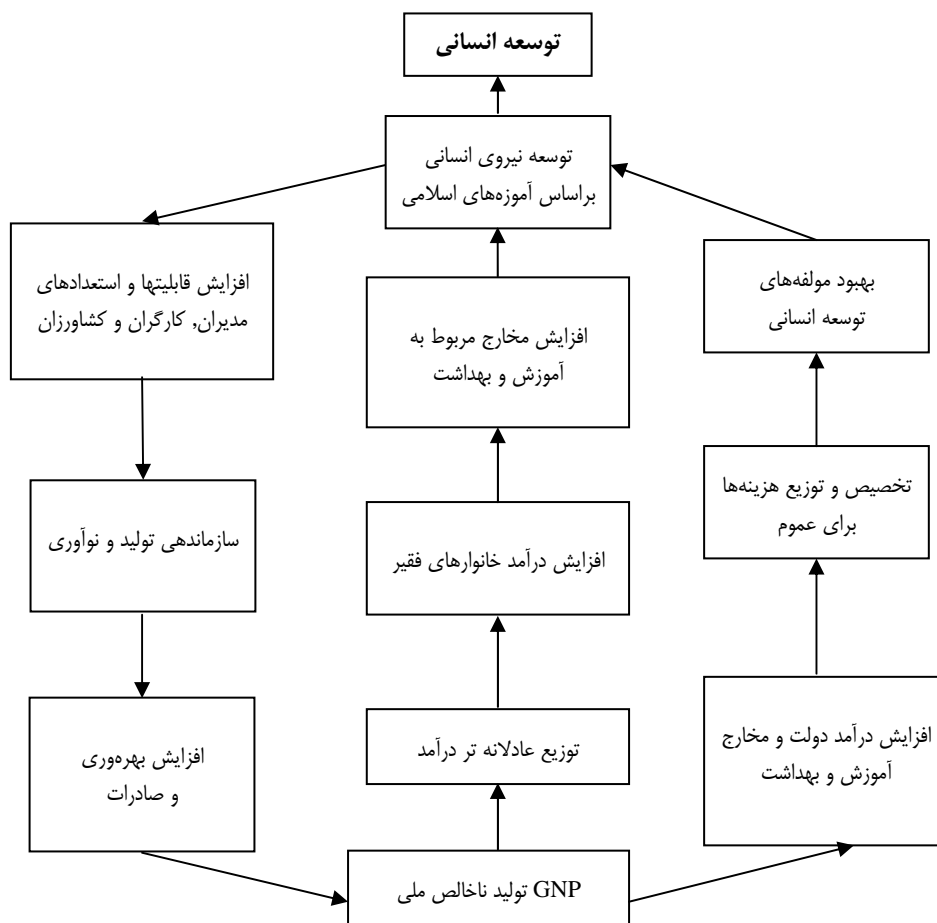 توسعه انسانی
توسعه نیروی انسانی
براساس آموزه‌های اسلامی
افزایش قابلیتها و استعدادهای
مدیران, کارگران و کشاورزان
افزایش مخارج مربوط به
آموزش و بهداشت
بهبود مولفه‌های
توسعه انسانی
سازماندهی تولید و نوآوری
افزایش درآمد خانوارهای فقیر
تخصیص و توزیع هزینه‌ها
برای عموم
افزایش بهره‌وری
و صادرات
توزیع عادلانه تر درآمد
افزایش درآمد دولت و مخارج
آموزش و بهداشت
GNP تولید ناخالص ملی